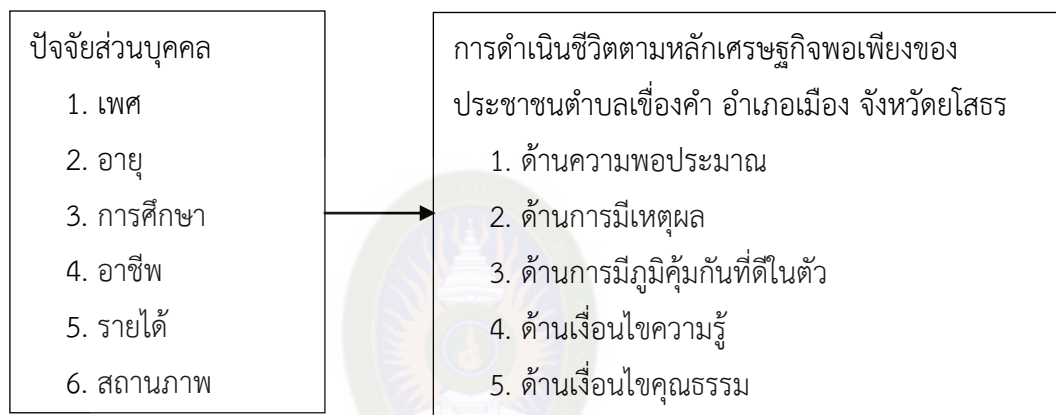 ปัจจัยส่วนบุคคล
1. เพศ
2. อายุ
3. การศึกษา
4. อาชีพ
5. รายได้
6. สถานภาพ
การดำเนินชีวิตตามหลักเศรษฐกิจพอเพียงของ
ประชาชนตำบลเขื่องคำ อำเภอเมือง จังหวัดยโสธร
1. ด้านความพอประมาณ
2. ด้านการมีเหตุผล
3. ด้านการมีภูมิคุ้มกันที่ดีในตัว
4. ด้านเงื่อนไขความรู้
5. ด้านเงื่อนไขคุณธรรม